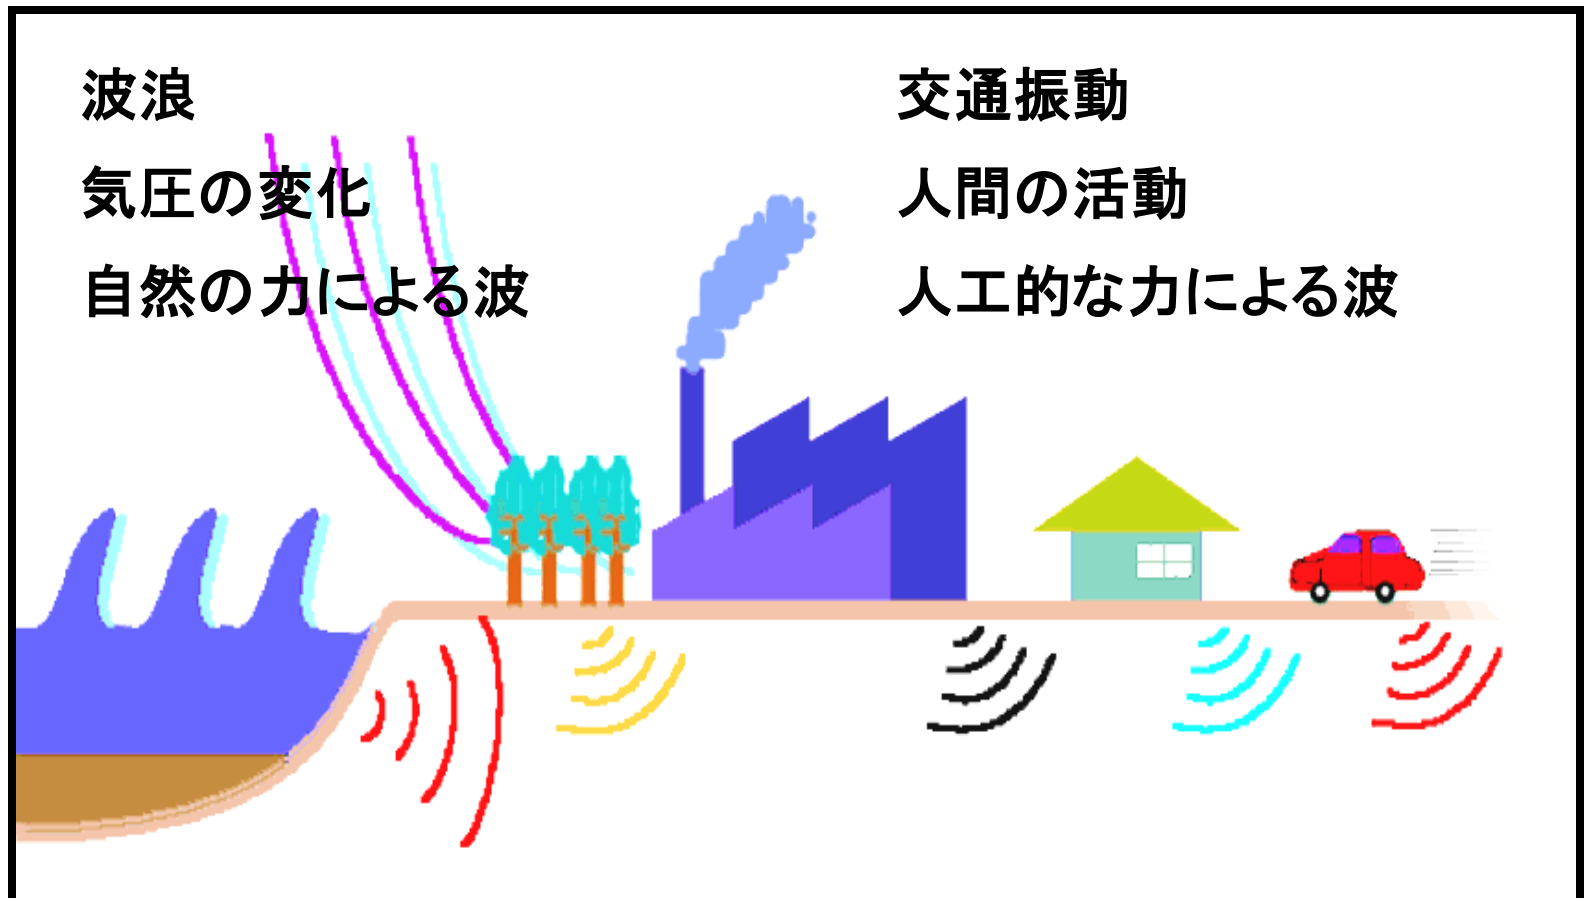 波浪
気圧の変化
自然の力による波
交通振動
人間の活動
人工的な力による波